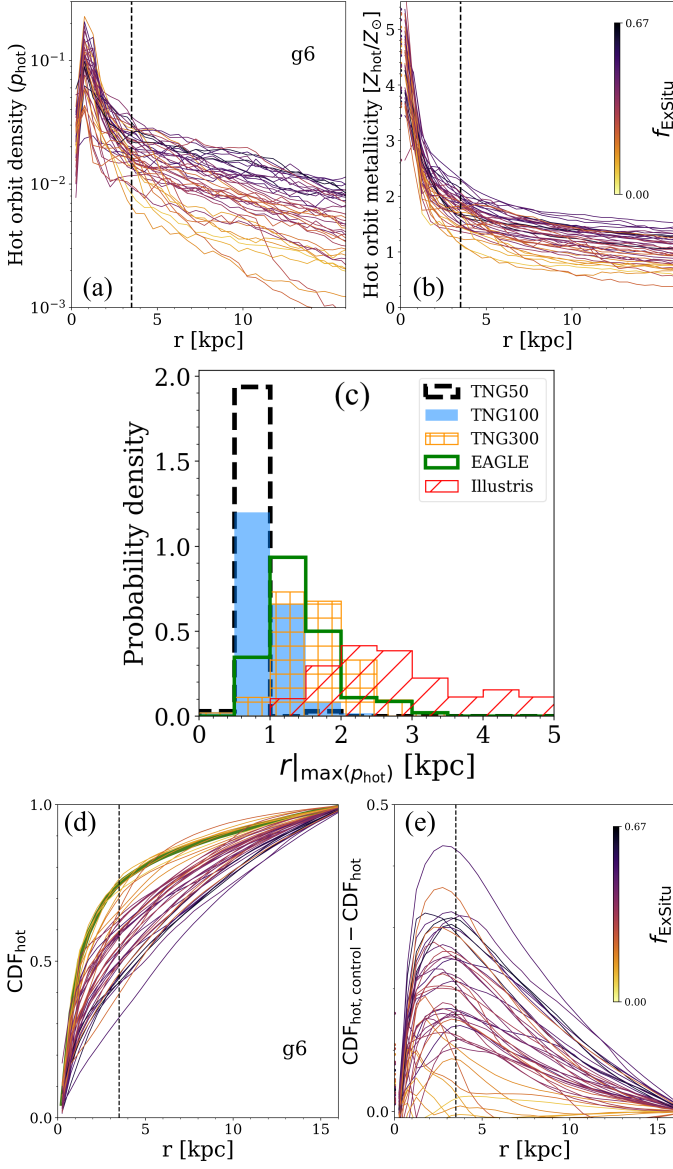 Hot orbit density (p_hot)
10⁻¹
10⁻²
10⁻³
g6
(a)
0
5
10
r [kpc]
Hot orbit metallicity [Z_hot/Z_⊙]
5
4
3
2
1
0
(b)
0
5
10
r [kpc]
0.67
0.00
f_ExSitu
Probability density
2.0
1.5
1.0
0.5
0.0
(c)
TNG50
TNG100
TNG300
EAGLE
Illustris
0
1
2
3
4
5
r|_max(p_hot) [kpc]
CDF_hot
1.0
0.5
0.0
(d)
g6
0
5
10
15
r [kpc]
CDF_hot, control − CDF_hot
0.5
0.0
(e)
0
5
10
15
r [kpc]
0.67
0.00
f_ExSitu